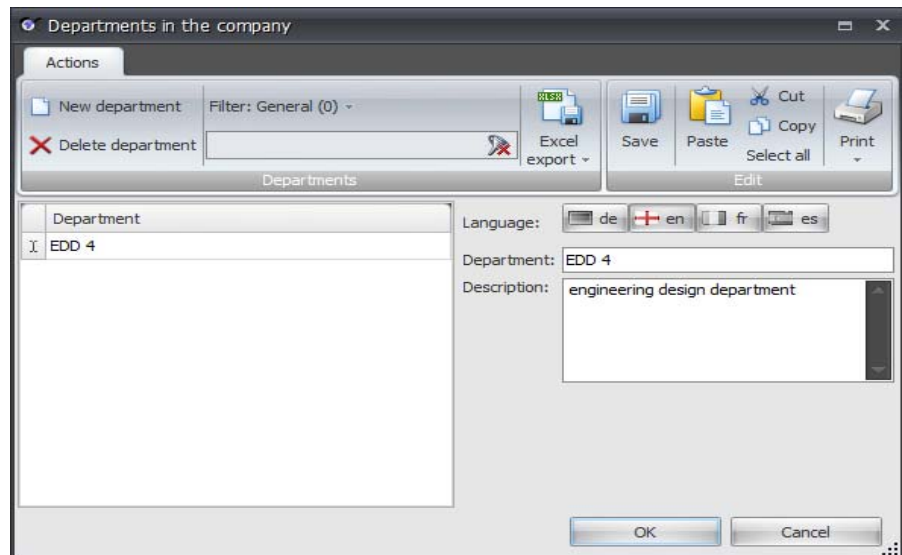 Departments in the company
Actions
New department
Delete department
Filter: General (0)
XLSX
Excel
export
Departments
Save
Paste
Cut
Copy
Select all
Print
Edit
Department
EDD 4
Language: de en fr es
Department: EDD 4
Description: engineering design department
OK Cancel